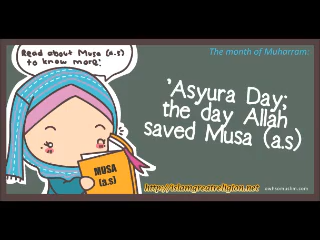 Read about Musa (a.s)
to know more!
The month of Muharram:
'Asyura Day;
the day Allah
saved Musa (a.s)
MUSA
(a.s)
http://islamgreatreligion.net